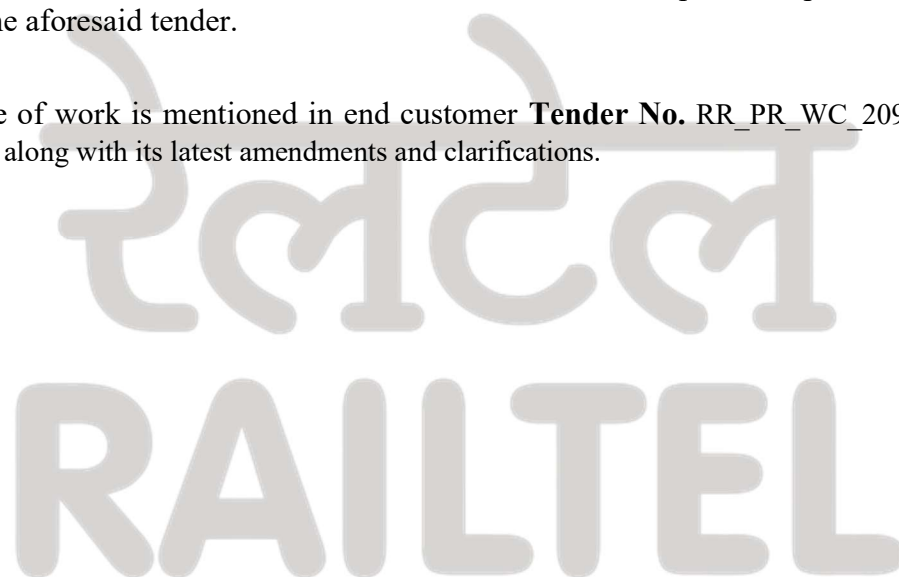 ne aforesaid tender.
e of work is mentioned in end customer Tender No. RR_PR_WC_209
along with its latest amendments and clarifications.
रेलटेल
RAILTEL